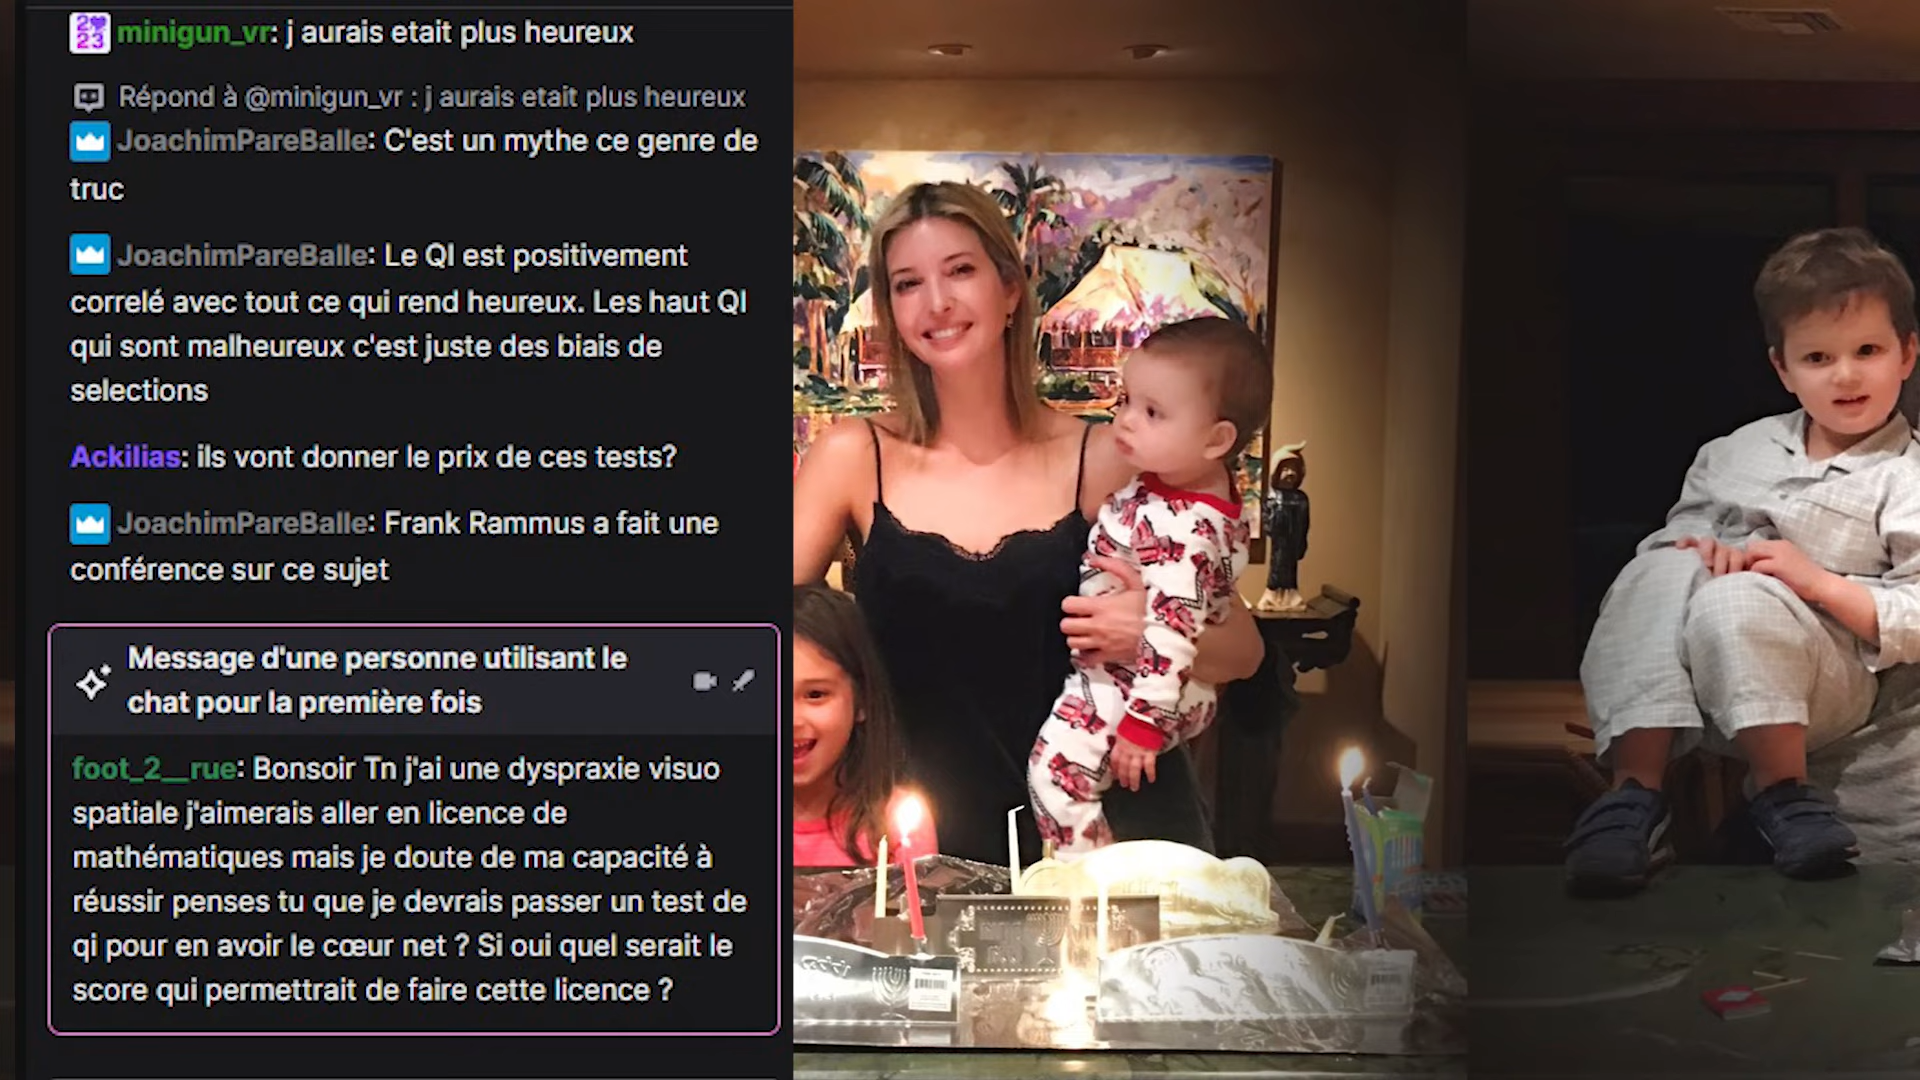 minigun_vr: j aurais etait plus heureux
Répond à @minigun_vr : j aurais etait plus heureux
JoachimPareBalle: C'est un mythe ce genre de
truc
JoachimPareBalle: Le QI est positivement
correlé avec tout ce qui rend heureux. Les haut QI
qui sont malheureux c'est juste des biais de
selections
Ackilias: ils vont donner le prix de ces tests?
JoachimPareBalle: Frank Rammus a fait une
conférence sur ce sujet
Message d'une personne utilisant le
chat pour la première fois
foot_2__rue: Bonsoir Tn j'ai une dyspraxie visuo
spatiale j'aimerais aller en licence de
mathématiques mais je doute de ma capacité à
réussir penses tu que je devrais passer un test de
qi pour en avoir le cœur net ? Si oui quel serait le
score qui permettrait de faire cette licence ?